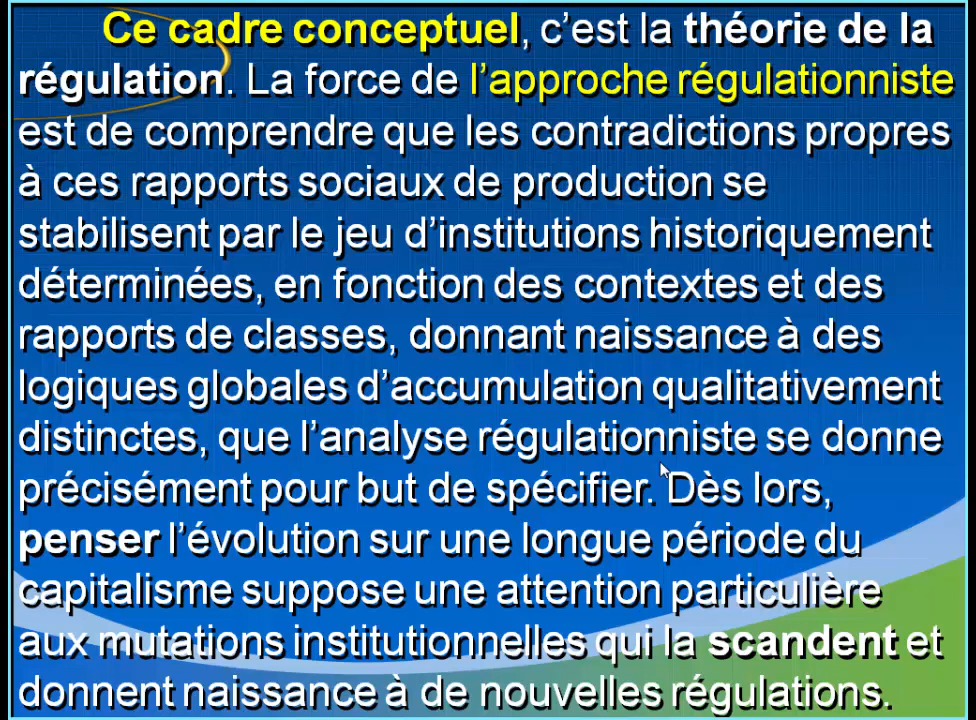 Ce cadre conceptuel, c’est la théorie de la
régulation. La force de l’approche régulationniste
est de comprendre que les contradictions propres
à ces rapports sociaux de production se
stabilisent par le jeu d’institutions historiquement
déterminées, en fonction des contextes et des
rapports de classes, donnant naissance à des
logiques globales d’accumulation qualitativement
distinctes, que l’analyse régulationniste se donne
précisément pour but de spécifier. Dès lors,
penser l’évolution sur une longue période du
capitalisme suppose une attention particulière
aux mutations institutionnelles qui la scandent et
donnent naissance à de nouvelles régulations.